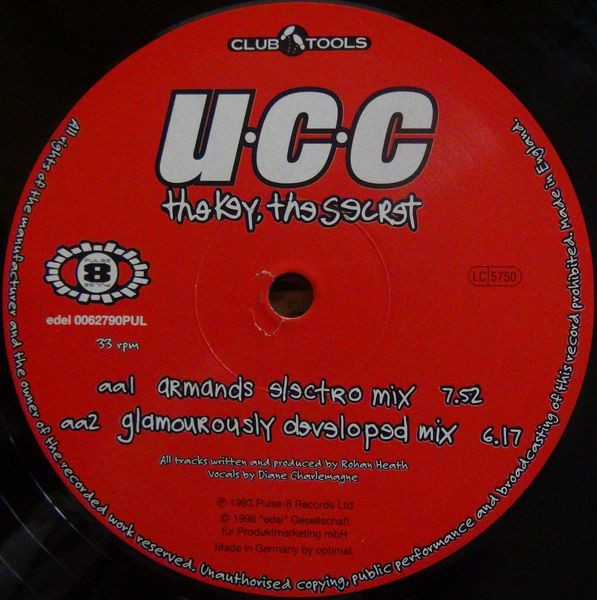 CLUB TOOLS
u·c·c
the key, the secret
PULSE
8
LC 5750
edel 0062790PUL
33 rpm
aa1 armands electro mix 7.52
aa2 glamourously developed mix 6.17
All tracks written and produced by Rohan Heath
Vocals by Diane Charlemagne
℗ 1993 Pulse-8 Records Ltd
© 1996 "edel" Gesellschaft
für Produktmarketing mbH
Made in Germany by optimal.
All rights of the manufacturer and the owner of the recorded work reserved. Unauthorised copying, public performance and broadcasting of this record prohibited. Made in England.